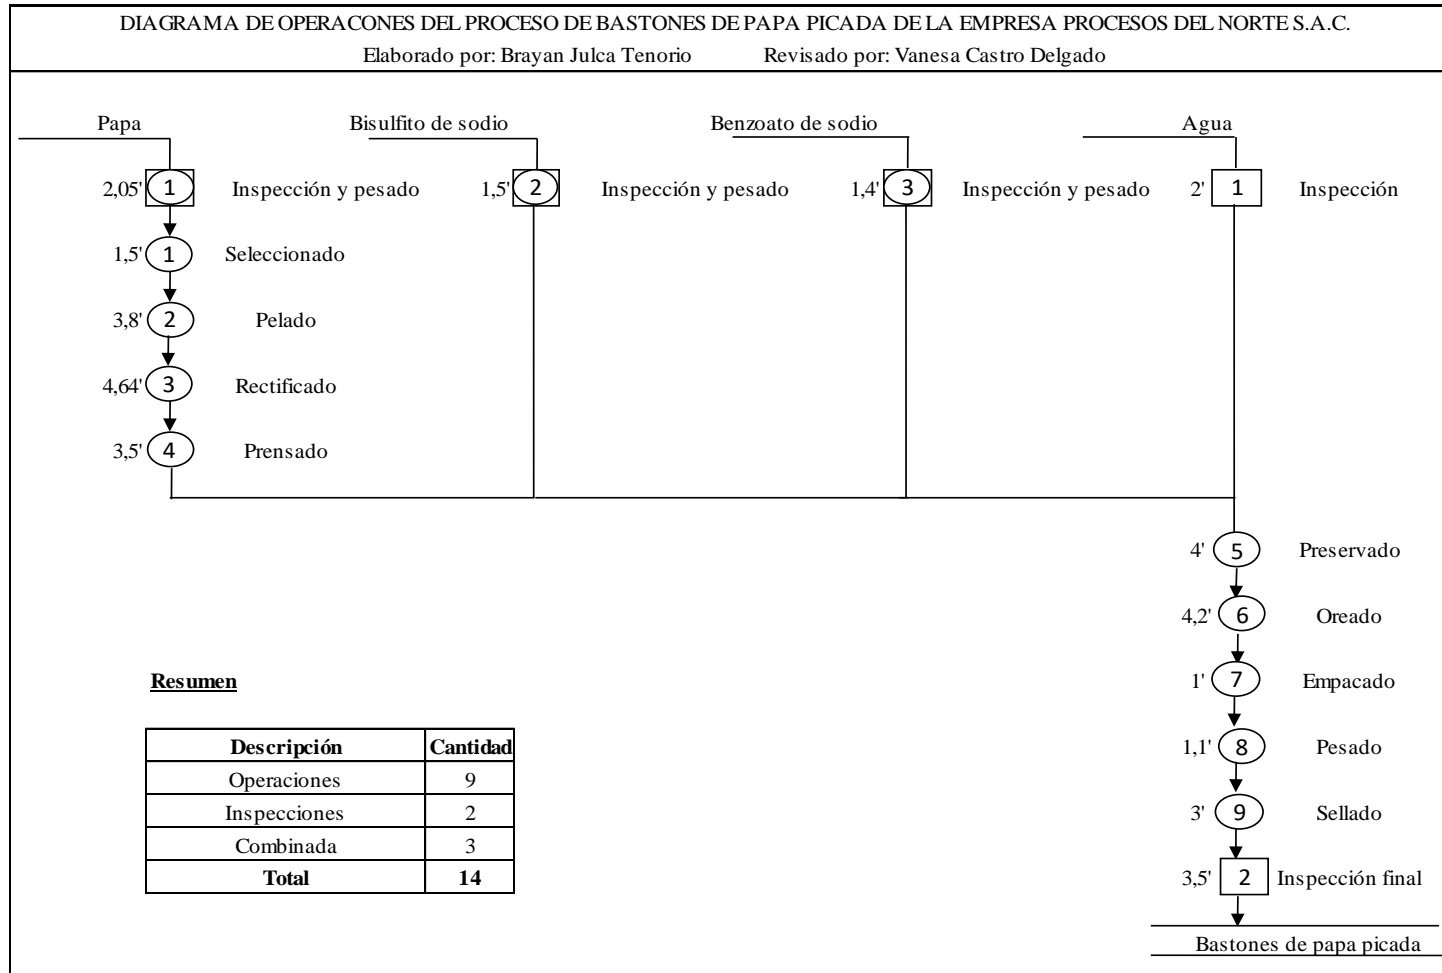 DIAGRAMA DE OPERACONES DEL PROCESO DE BASTONES DE PAPA PICADA DE LA EMPRESA PROCESOS DEL NORTE S.A.C.
Elaborado por: Brayan Julca Tenorio Revisado por: Vanesa Castro Delgado
Papa Bisulfito de sodio Benzoato de sodio Agua
2,05' 1 Inspección y pesado 1,5' 2 Inspección y pesado 1,4' 3 Inspección y pesado 2' 1 Inspección
1,5' 1 Seleccionado
3,8' 2 Pelado
4,64' 3 Rectificado
3,5' 4 Prensado
4' 5 Preservado
4,2' 6 Oreado
1' 7 Empacado
1,1' 8 Pesado
3' 9 Sellado
3,5' 2 Inspección final
Bastones de papa picada
Resumen
Descripción Cantidad
Operaciones 9
Inspecciones 2
Combinada 3
Total 14